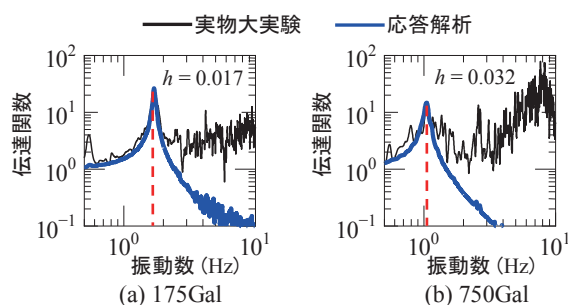 実物大実験 応答解析
伝達関数
10²
10¹
10⁰
10⁻¹
h = 0.017
10⁰ 10¹
振動数 (Hz)
(a) 175Gal
伝達関数
10²
10¹
10⁰
10⁻¹
h = 0.032
10⁰ 10¹
振動数 (Hz)
(b) 750Gal